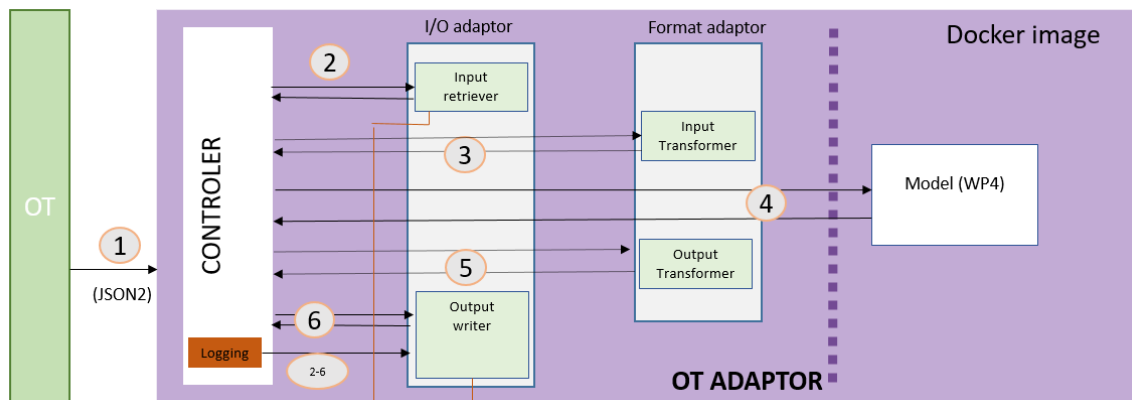 I/O adaptor
Format adaptor
Docker image
2
Input
retriever
Input
Transformer
3
OT
CONTROLER
4
Model (WP4)
1
(JSON2)
Output
Transformer
5
6
Output
writer
Logging
2-6
OT ADAPTOR